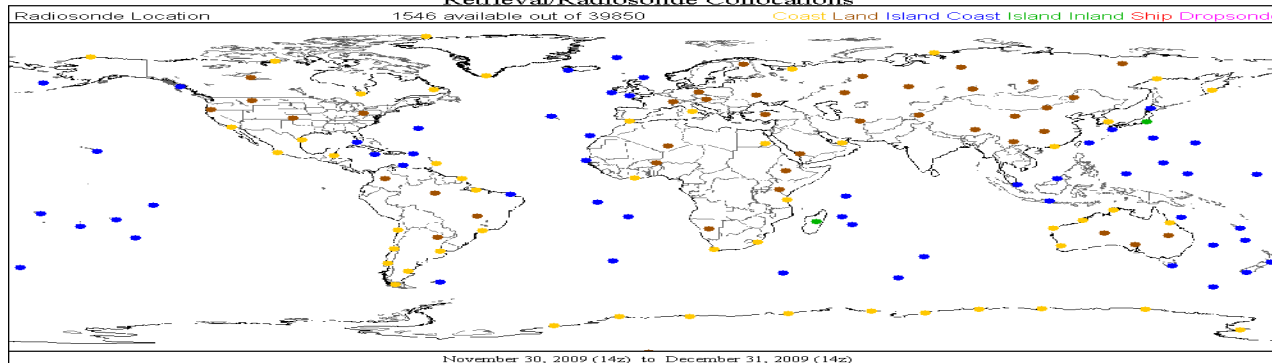 Retrieval/Radiosonde Collocations
Radiosonde Location 1546 available out of 39850 Coast Land Island Coast Island Inland Ship Dropsonde
November 30, 2009 (14z) to December 31, 2009 (14z)